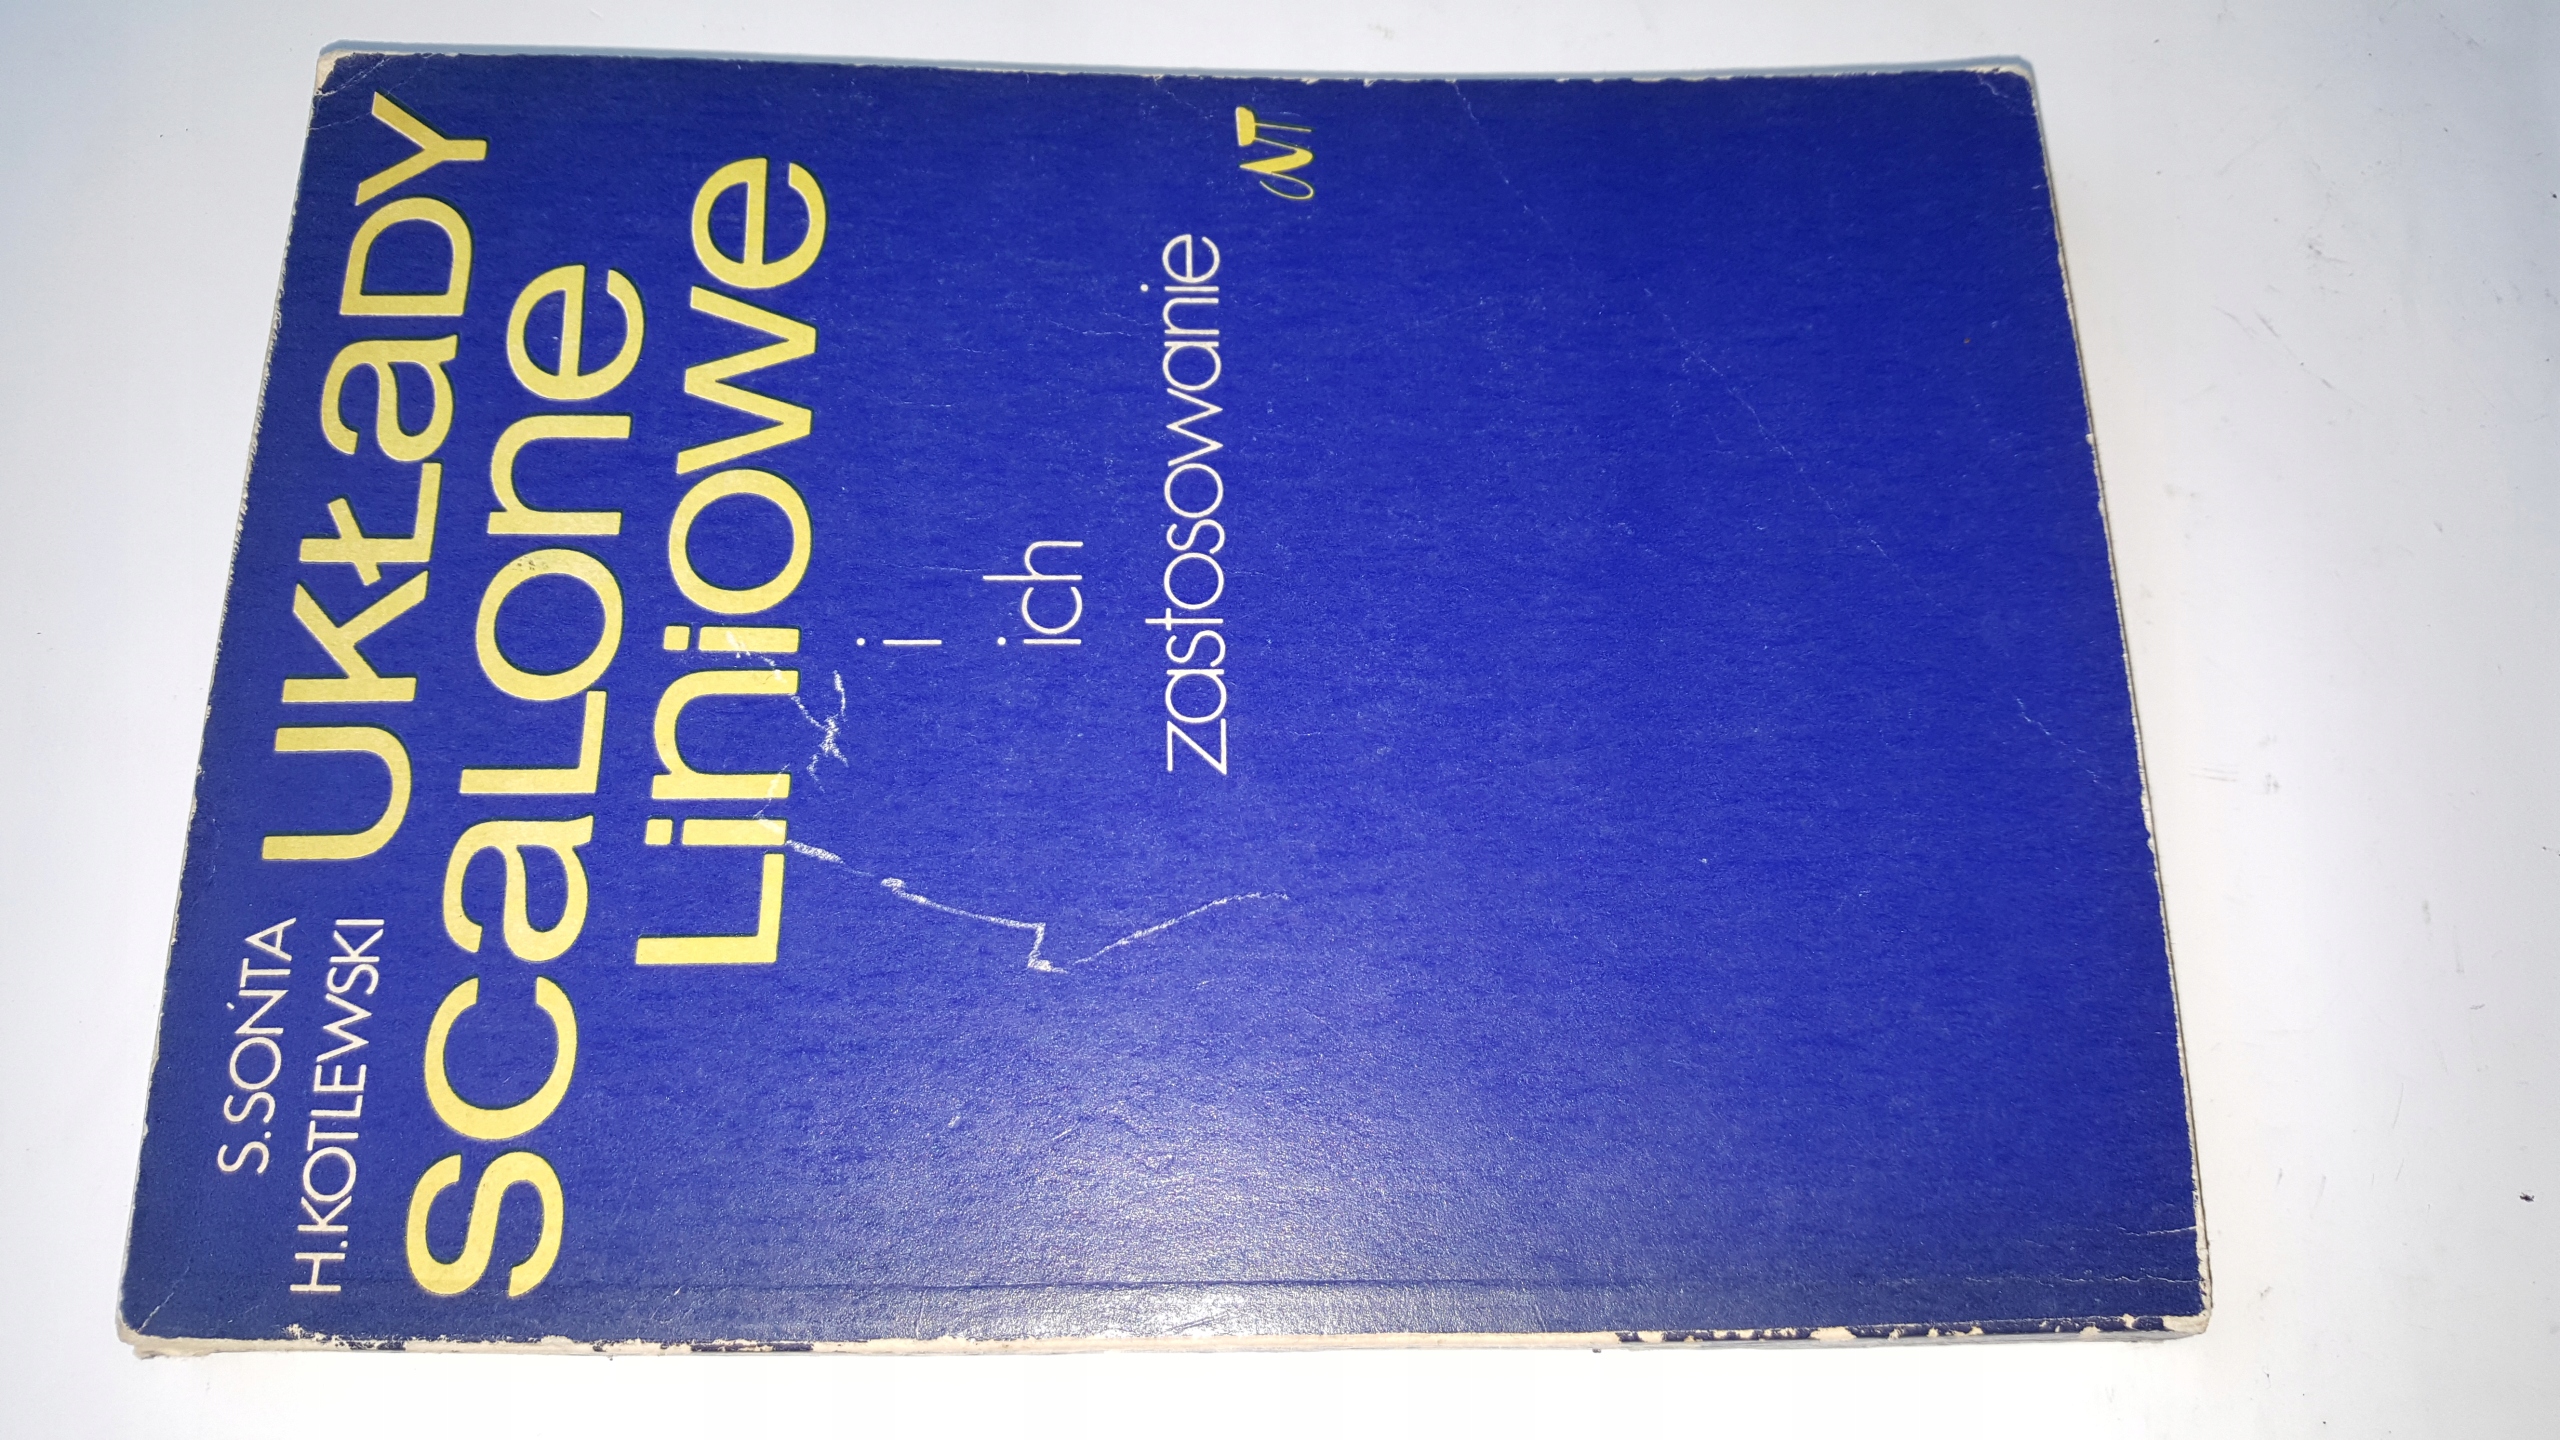 S.SOŃTA
H.KOTLEWSKI
UKŁaDY
scaLone
Liniowe
i
ich
zastosowanie
WNT